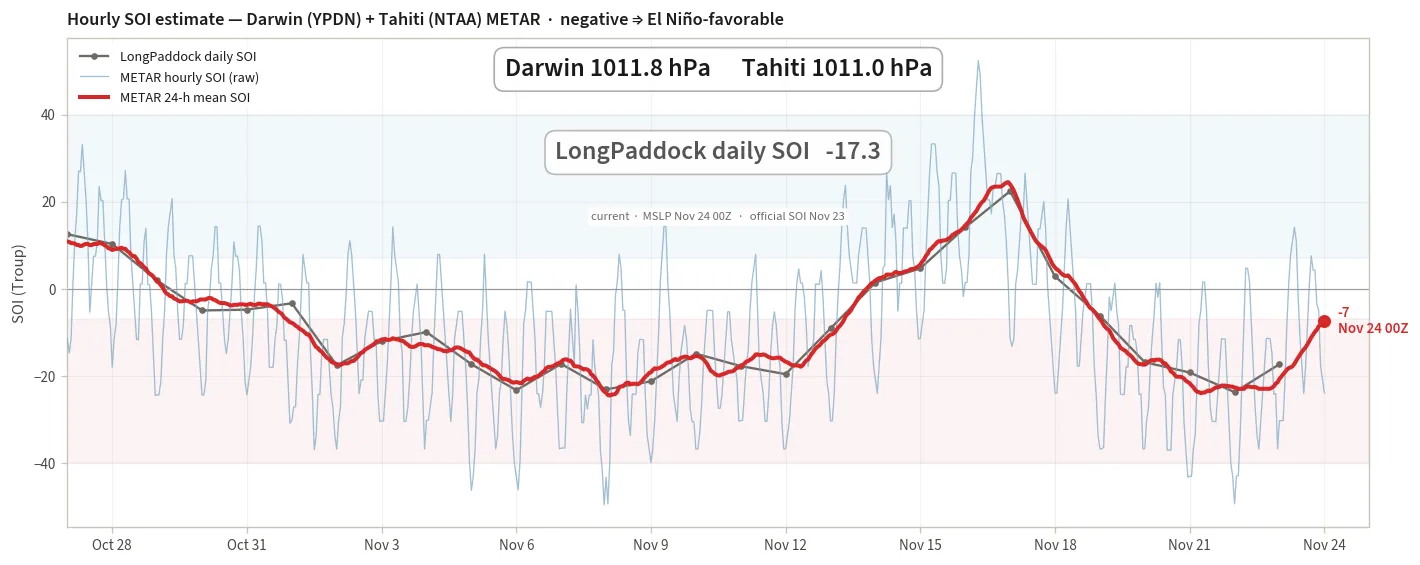 Hourly SOI estimate — Darwin (YPDN) + Tahiti (NTAA) METAR · negative ⇒ El Niño-favorable
LongPaddock daily SOI
METAR hourly SOI (raw)
METAR 24-h mean SOI
Darwin 1011.8 hPa Tahiti 1011.0 hPa
LongPaddock daily SOI -17.3
current · MSLP Nov 24 00Z · official SOI Nov 23
SOI (Troup)
40
20
0
−20
−40
-7
Nov 24 00Z
Oct 28 Oct 31 Nov 3 Nov 6 Nov 9 Nov 12 Nov 15 Nov 18 Nov 21 Nov 24